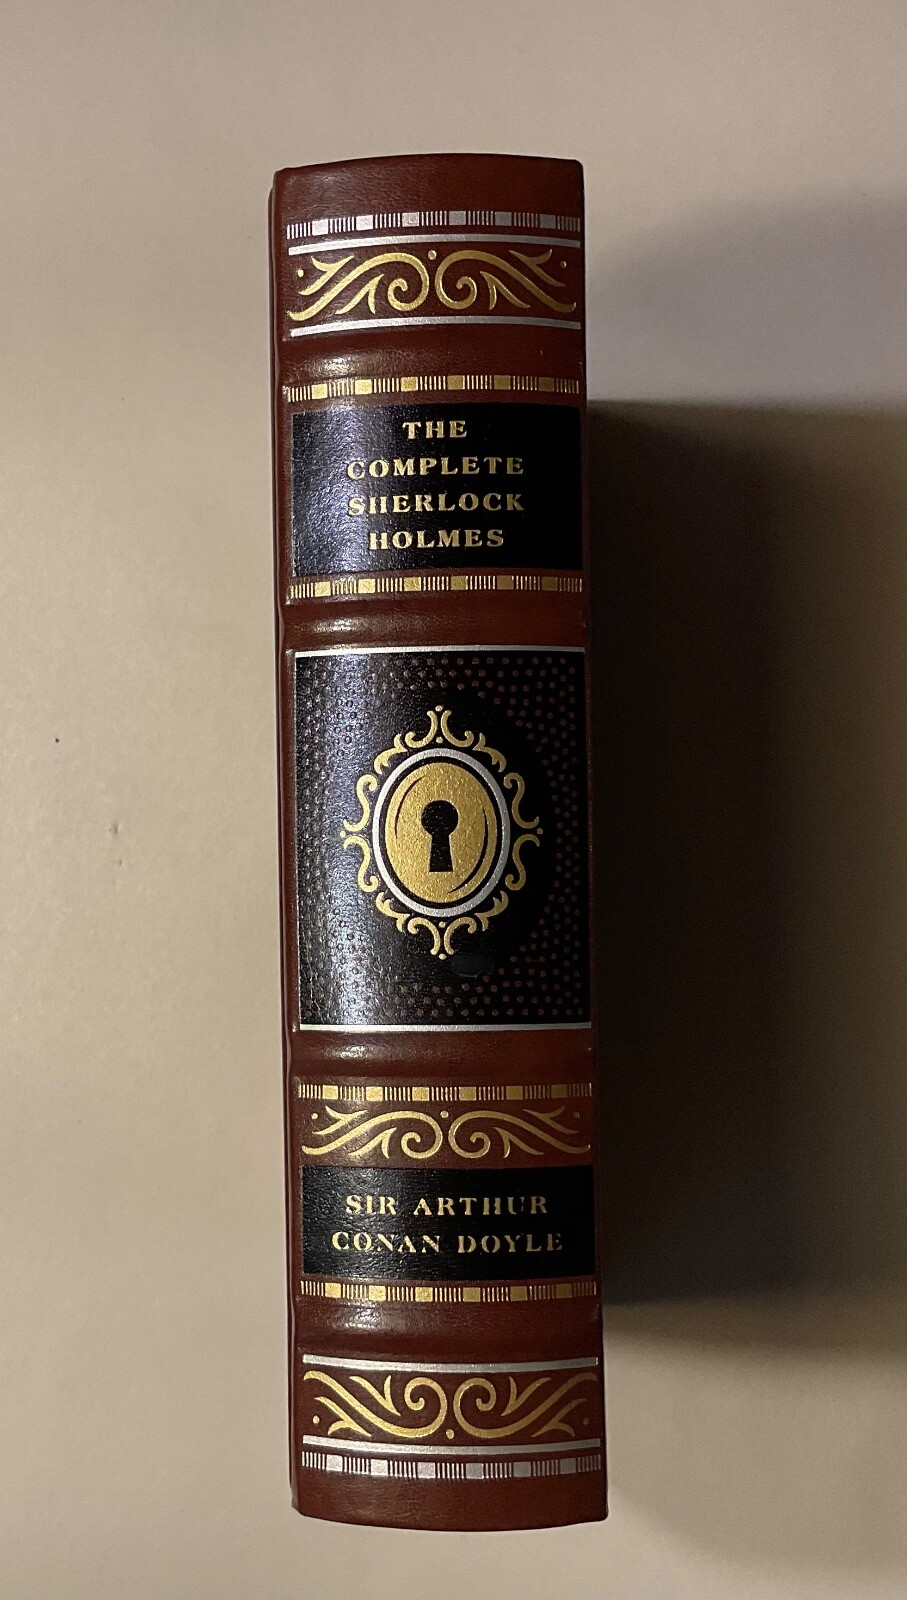 THE
COMPLETE
SHERLOCK
HOLMES
SIR ARTHUR
CONAN DOYLE